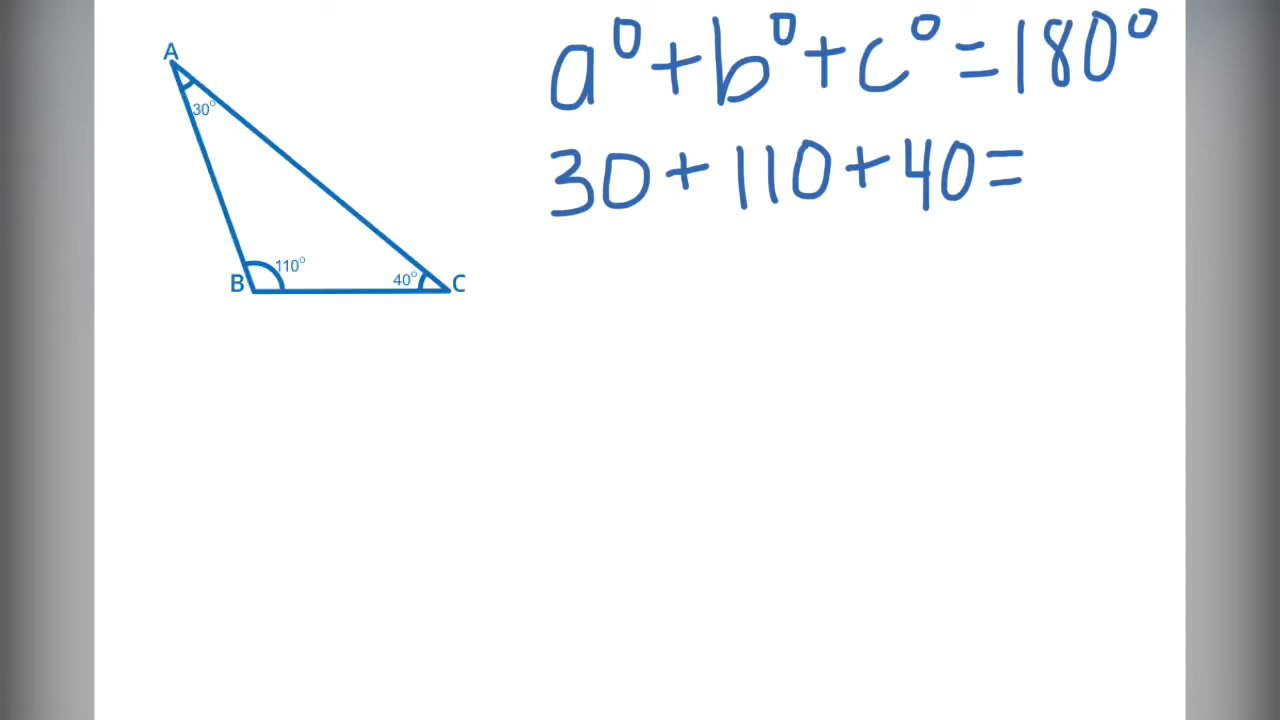 A
30°
B
110°
40°
C
a° + b° + c° = 180°
30 + 110 + 40 =